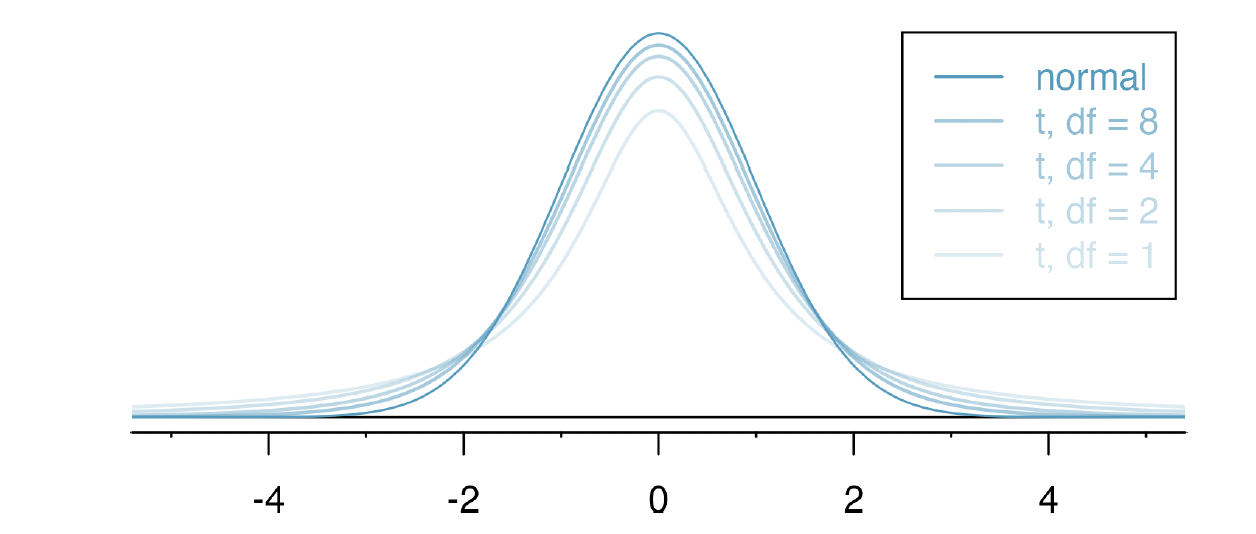 normal
t, df = 8
t, df = 4
t, df = 2
t, df = 1
-4 -2 0 2 4